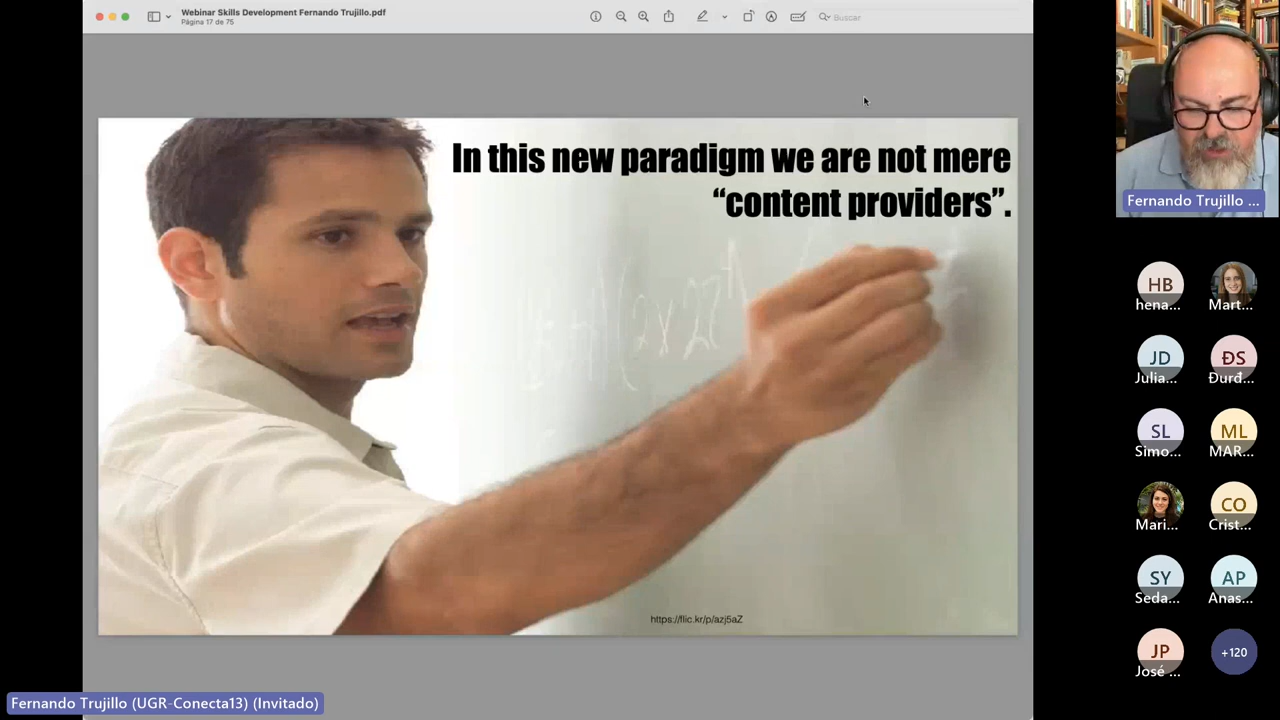 Webinar Skills Development Fernando Trujillo.pdf
Página 17 de 75
Buscar
In this new paradigm we are not mere
“content providers”.
https://flic.kr/p/azj5aZ
Fernando Trujillo ...
HB
hena...
Mart...
JD
Julia...
ĐS
Đurđ...
SL
Simo...
ML
MAR...
Mari...
CO
Crist...
SY
Seda...
AP
Anas...
JP
José ...
+120
Fernando Trujillo (UGR-Conecta13) (Invitado)